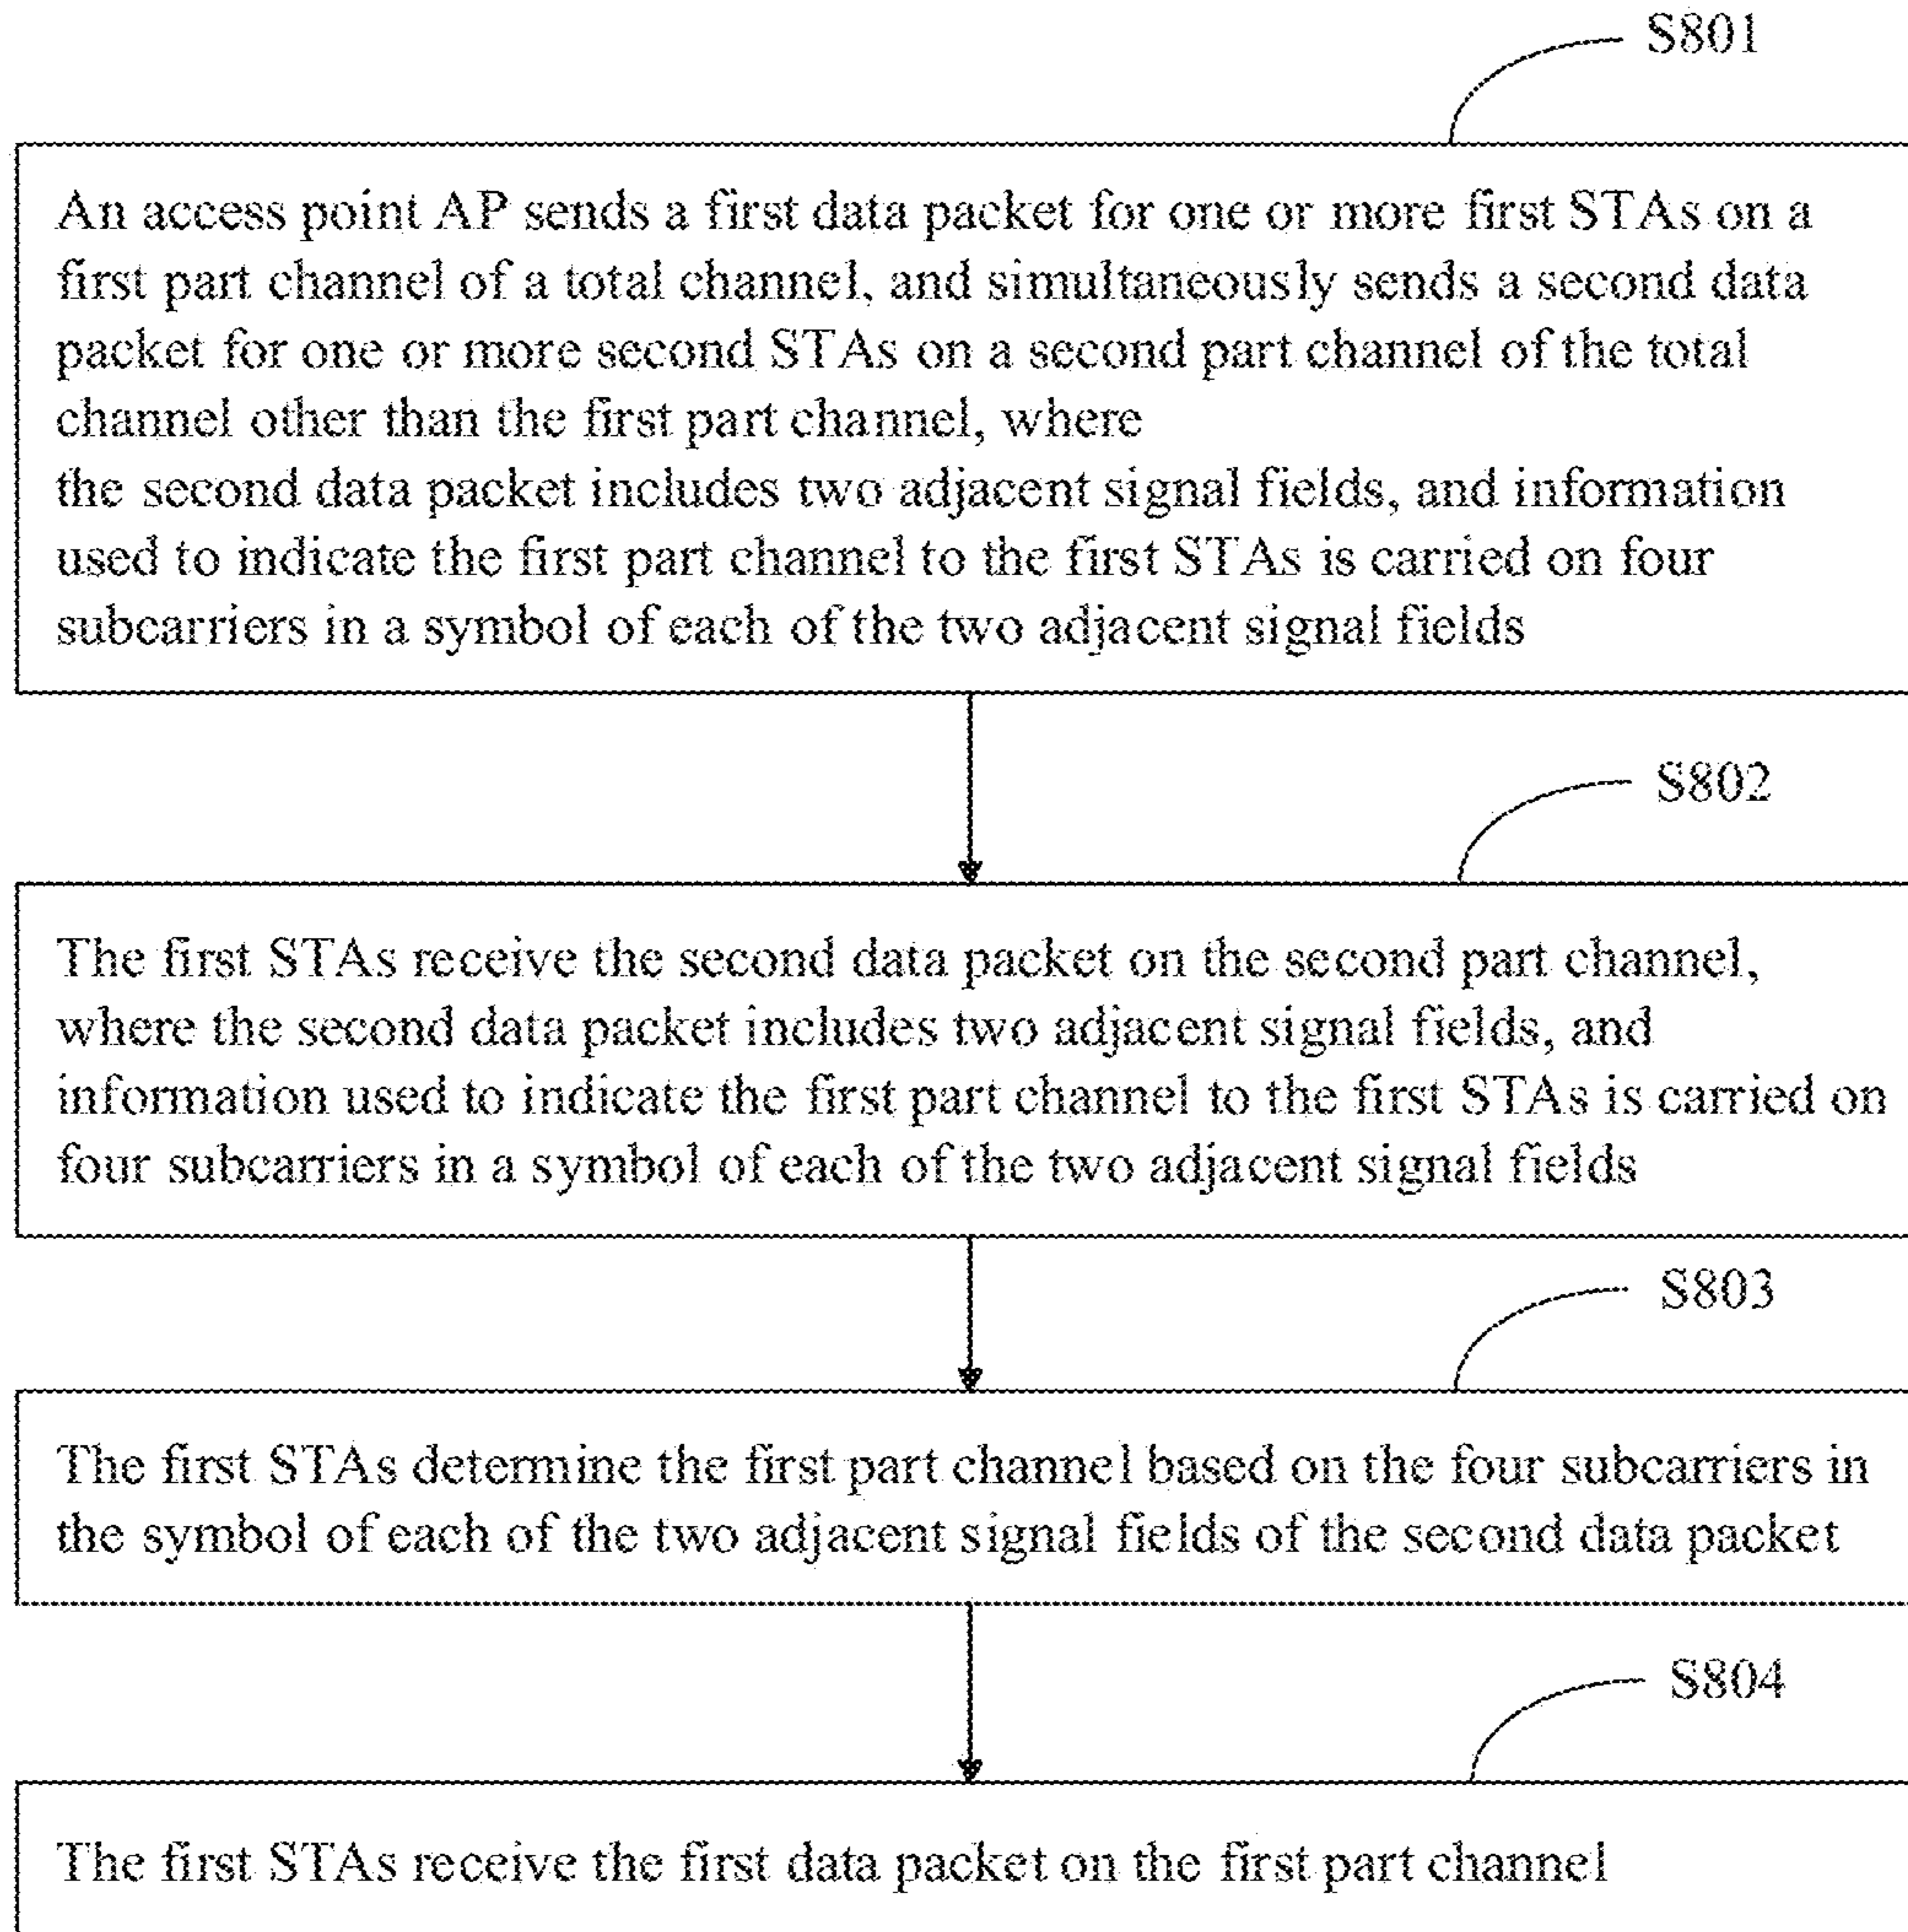 S801
An access point AP sends a first data packet for one or more first STAs on a
first part channel of a total channel, and simultaneously sends a second data
packet for one or more second STAs on a second part channel of the total
channel other than the first part channel, where
the second data packet includes two adjacent signal fields, and information
used to indicate the first part channel to the first STAs is carried on four
subcarriers in a symbol of each of the two adjacent signal fields
S802
The first STAs receive the second data packet on the second part channel,
where the second data packet includes two adjacent signal fields, and
information used to indicate the first part channel to the first STAs is carried on
four subcarriers in a symbol of each of the two adjacent signal fields
S803
The first STAs determine the first part channel based on the four subcarriers in
the symbol of each of the two adjacent signal fields of the second data packet
S804
The first STAs receive the first data packet on the first part channel